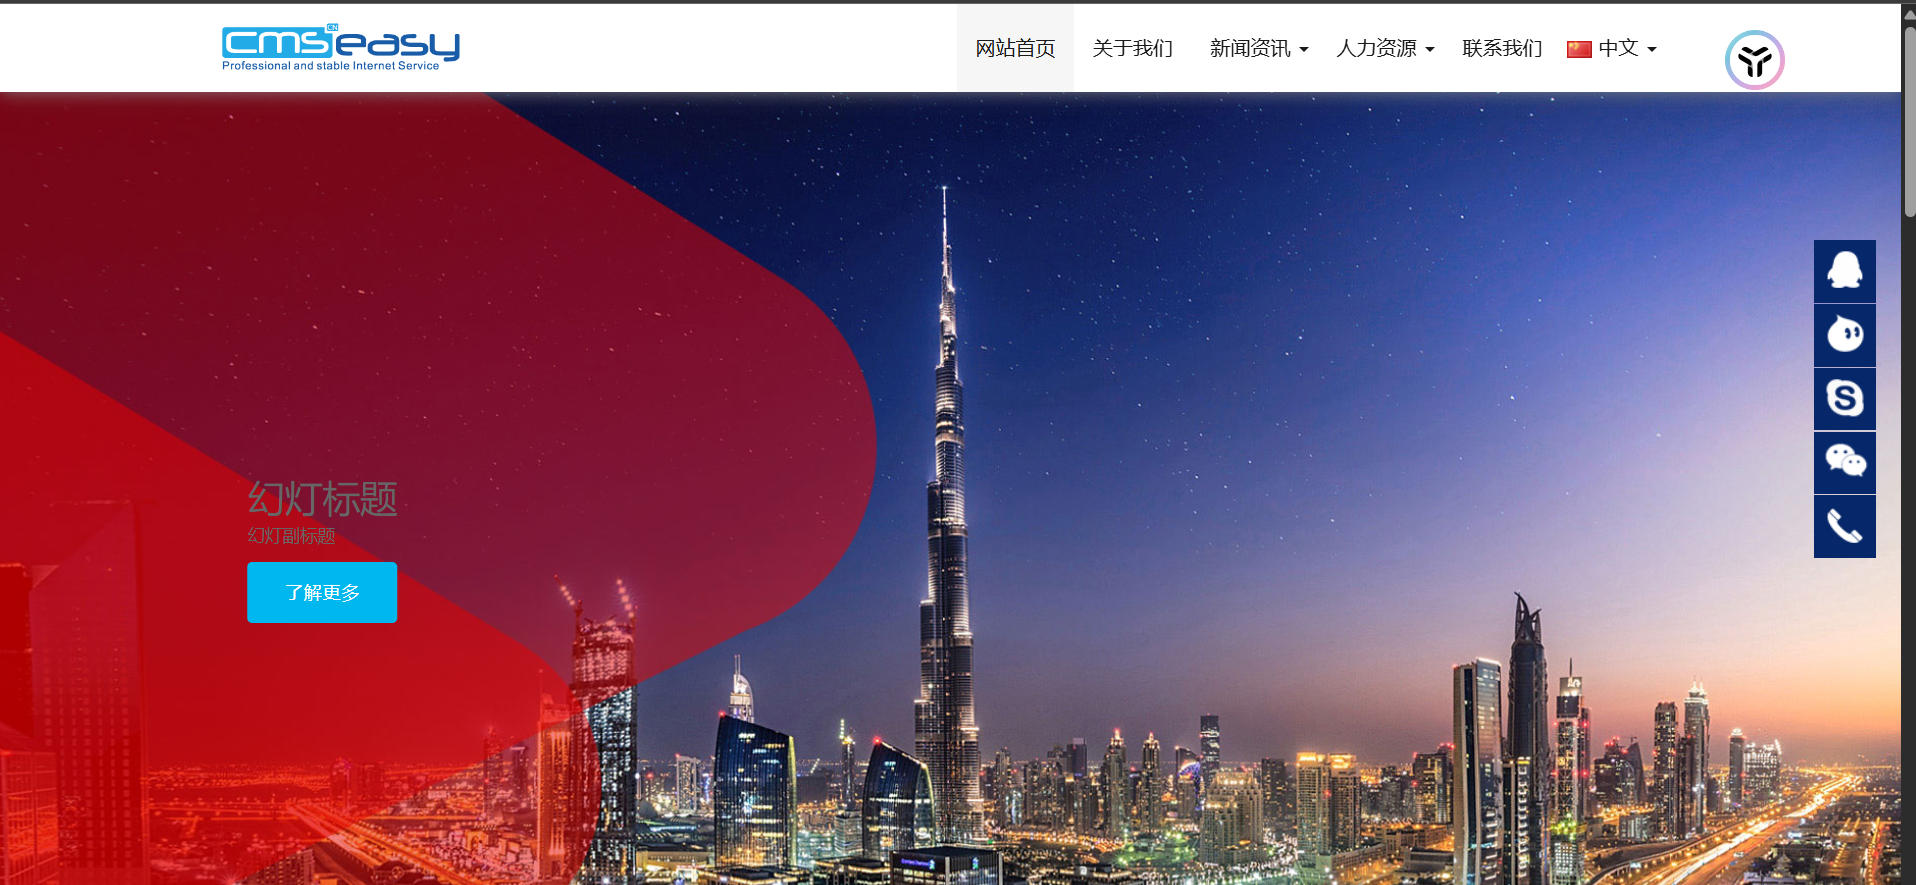 cmseasy
CN
Professional and stable Internet Service
网站首页
关于我们
新闻资讯
人力资源
联系我们
中文
幻灯标题
幻灯副标题
了解更多